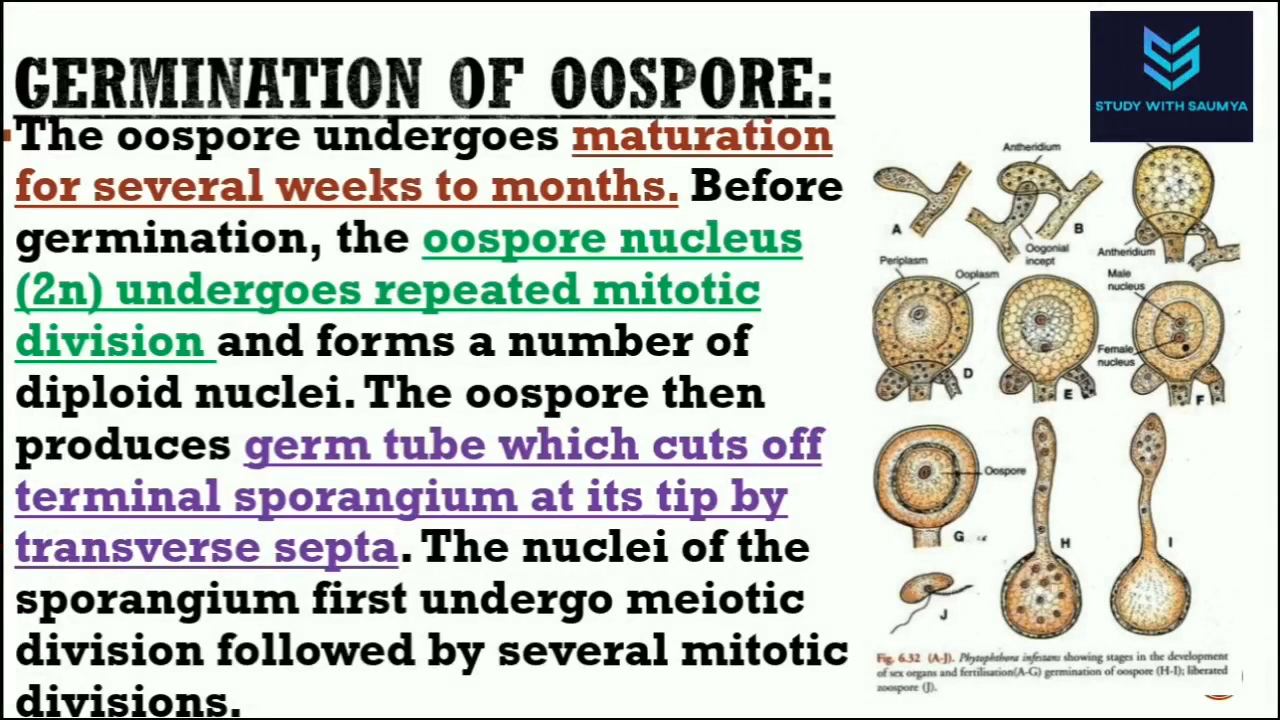 GERMINATION OF OOSPORE:
The oospore undergoes maturation
for several weeks to months. Before
germination, the oospore nucleus
(2n) undergoes repeated mitotic
division and forms a number of
diploid nuclei. The oospore then
produces germ tube which cuts off
terminal sporangium at its tip by
transverse septa. The nuclei of the
sporangium first undergo meiotic
division followed by several mitotic
divisions.
STUDY WITH SAUMYA
Antheridium
A
B
Oogonial
incept
Antheridium
Periplasm
Ooplasm
Male
nucleus
Female
nucleus
D
E
F
Oospore
G
H
I
J
Fig. 6.32 (A-J). Phytophthora infestans showing stages in the development
of sex organs and fertilisation(A-G) germination of oospore (H-I); liberated
zoospore (J).